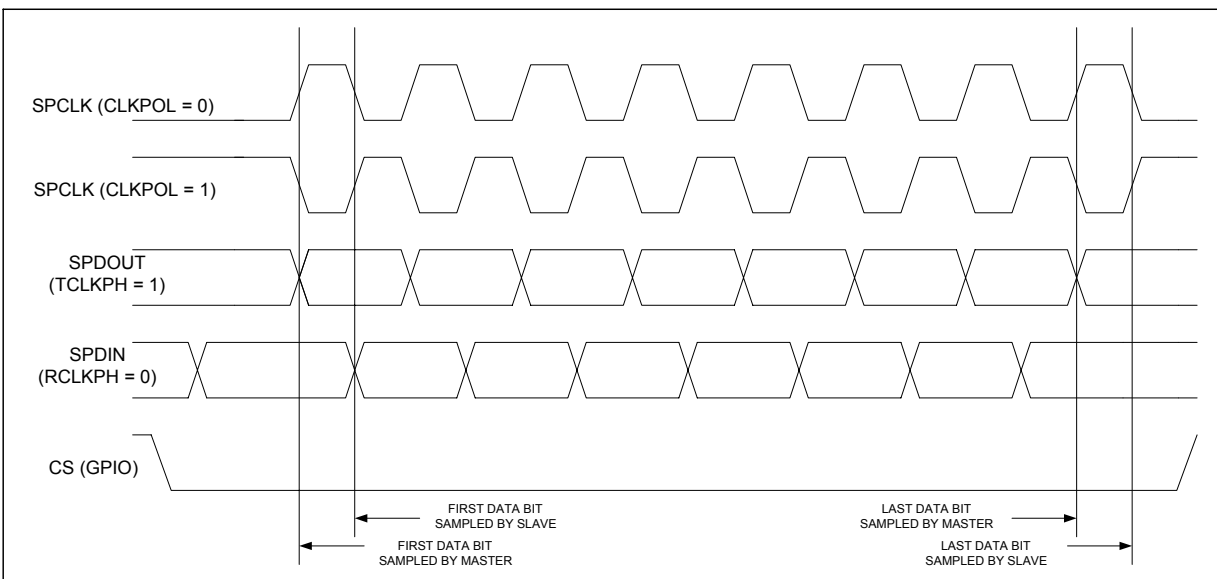 SPCLK (CLKPOL = 0)
SPCLK (CLKPOL = 1)
SPDOUT
(TCLKPH = 1)
SPDIN
(RCLKPH = 0)
CS (GPIO)
FIRST DATA BIT
SAMPLED BY SLAVE
LAST DATA BIT
SAMPLED BY MASTER
FIRST DATA BIT
SAMPLED BY MASTER
LAST DATA BIT
SAMPLED BY SLAVE